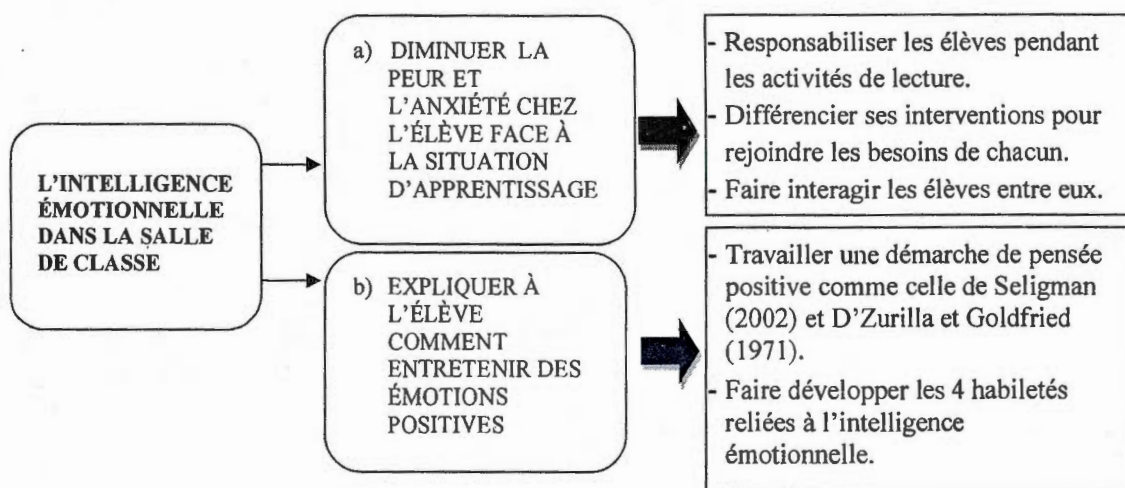 L'INTELLIGENCE
ÉMOTIONNELLE
DANS LA SALLE
DE CLASSE
a) DIMINUER LA
PEUR ET
L'ANXIÉTÉ CHEZ
L'ÉLÈVE FACE À
LA SITUATION
D'APPRENTISSAGE
- Responsabiliser les élèves pendant
les activités de lecture.
- Différencier ses interventions pour
rejoindre les besoins de chacun.
- Faire interagir les élèves entre eux.
b) EXPLIQUER À
L'ÉLÈVE
COMMENT
ENTRETENIR DES
ÉMOTIONS
POSITIVES
- Travailler une démarche de pensée
positive comme celle de Seligman
(2002) et D'Zurilla et Goldfried
(1971).
- Faire développer les 4 habiletés
reliées à l'intelligence
émotionnelle.